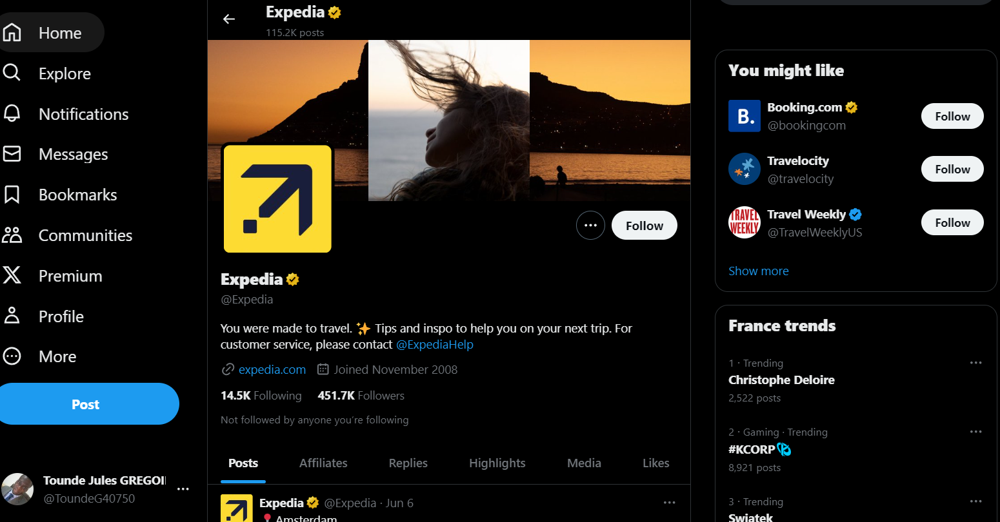 Home
Explore
Notifications
Messages
Bookmarks
Communities
Premium
Profile
More
Post
Tounde Jules GREGOI
@ToundeG40750
Expedia
115.2K posts
Follow
Expedia
@Expedia
You were made to travel. ✨ Tips and inspo to help you on your next trip. For
customer service, please contact @ExpediaHelp
expedia.com Joined November 2008
14.5K Following 451.7K Followers
Not followed by anyone you're following
Posts Affiliates Replies Highlights Media Likes
Expedia @Expedia · Jun 6
📍 Amsterdam
You might like
B.
Booking.com
@bookingcom
Follow
Travelocity
@travelocity
Follow
TRAVEL
WEEKLY
Travel Weekly
@TravelWeeklyUS
Follow
Show more
France trends
1 · Trending
Christophe Deloire
2,522 posts
2 · Gaming · Trending
#KCORP
8,921 posts
3 · Trending
Swiatek